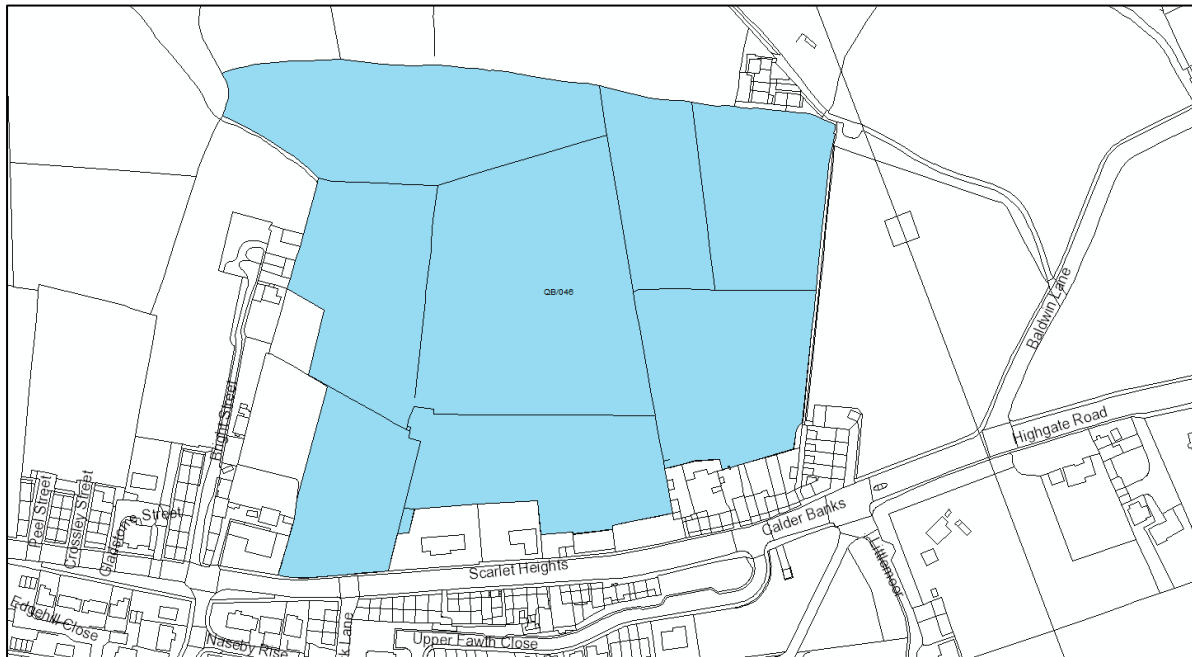 QB/046
Baldwin Lane
Highgate Road
Bright Street
Peel Street
Crossley Street
Gladstone Street
Calder Banks
Scarlet Heights
Littlemoor
Edgehill Close
Naseby Rise
Lane
Upper Fawth Close